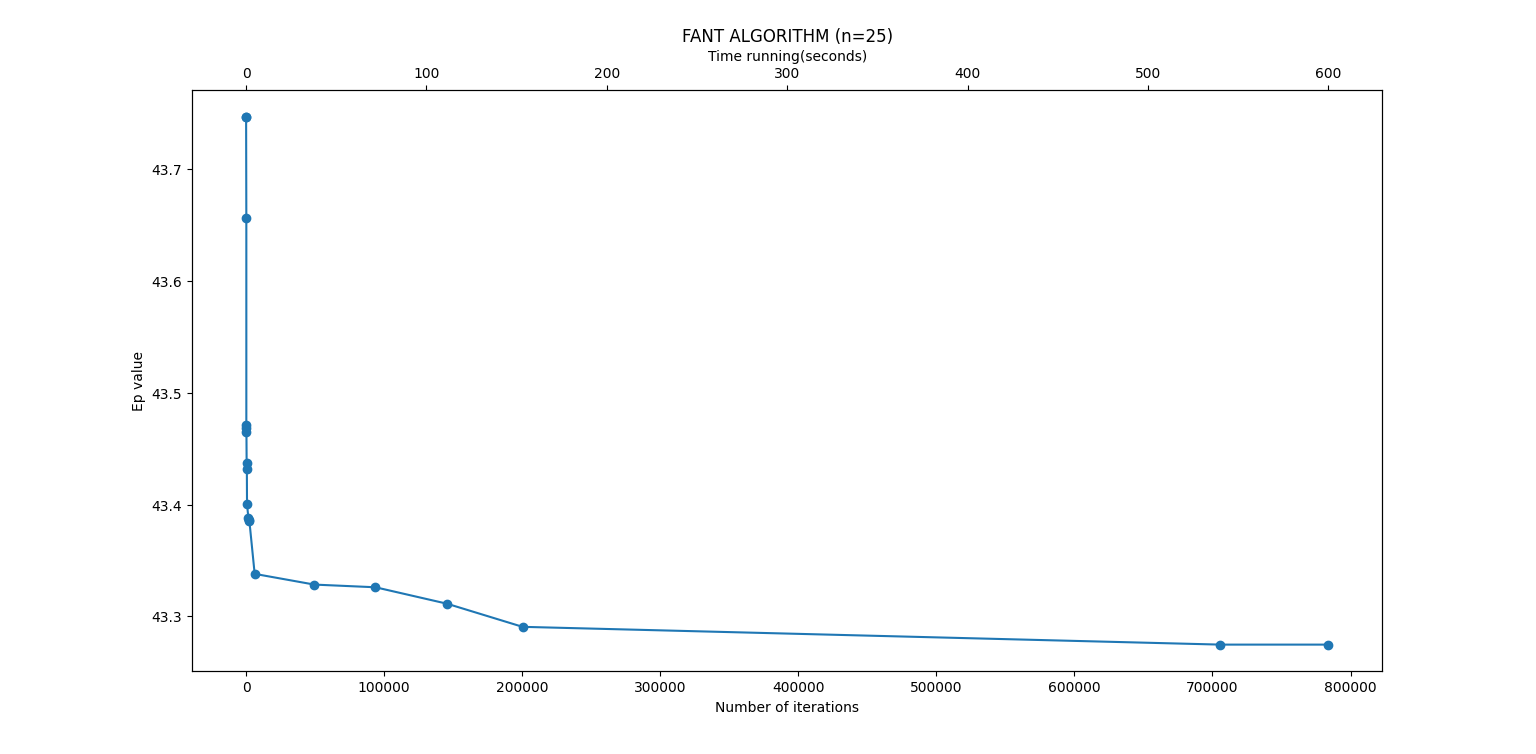 FANT ALGORITHM (n=25)
Time running(seconds)
0 100 200 300 400 500 600
43.7
43.6
43.5
43.4
43.3
Ep value
0 100000 200000 300000 400000 500000 600000 700000 800000
Number of iterations